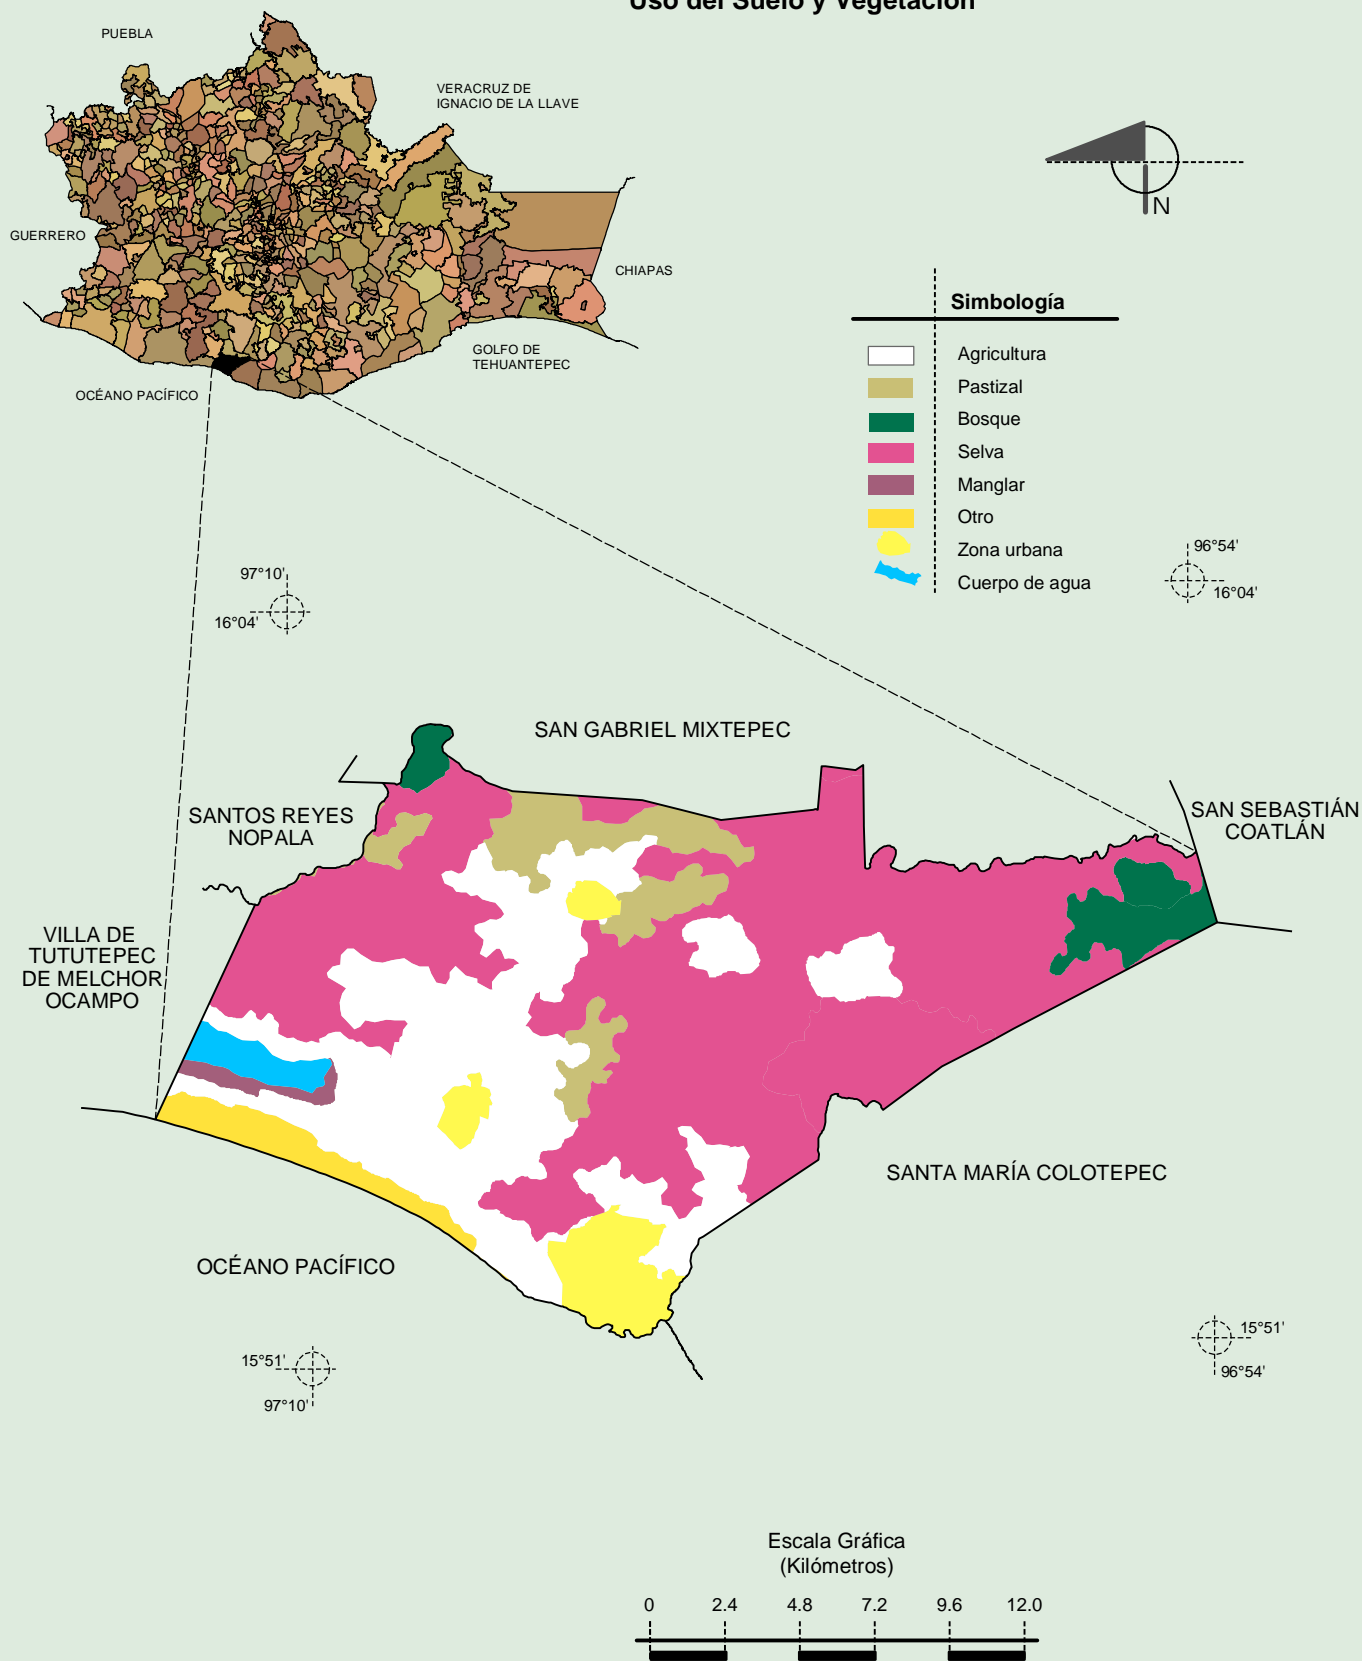 Uso del Suelo y Vegetación
PUEBLA
VERACRUZ DE
IGNACIO DE LA LLAVE
GUERRERO
CHIAPAS
GOLFO DE
TEHUANTEPEC
OCÉANO PACÍFICO
N
Simbología
Agricultura
Pastizal
Bosque
Selva
Manglar
Otro
Zona urbana
Cuerpo de agua
97°10'
16°04'
96°54'
16°04'
SAN GABRIEL MIXTEPEC
SANTOS REYES
NOPALA
SAN SEBASTIÁN
COATLÁN
VILLA DE
TUTUTEPEC
DE MELCHOR
OCAMPO
SANTA MARÍA COLOTEPEC
OCÉANO PACÍFICO
15°51'
97°10'
15°51'
96°54'
Escala Gráfica
(Kilómetros)
0 2.4 4.8 7.2 9.6 12.0